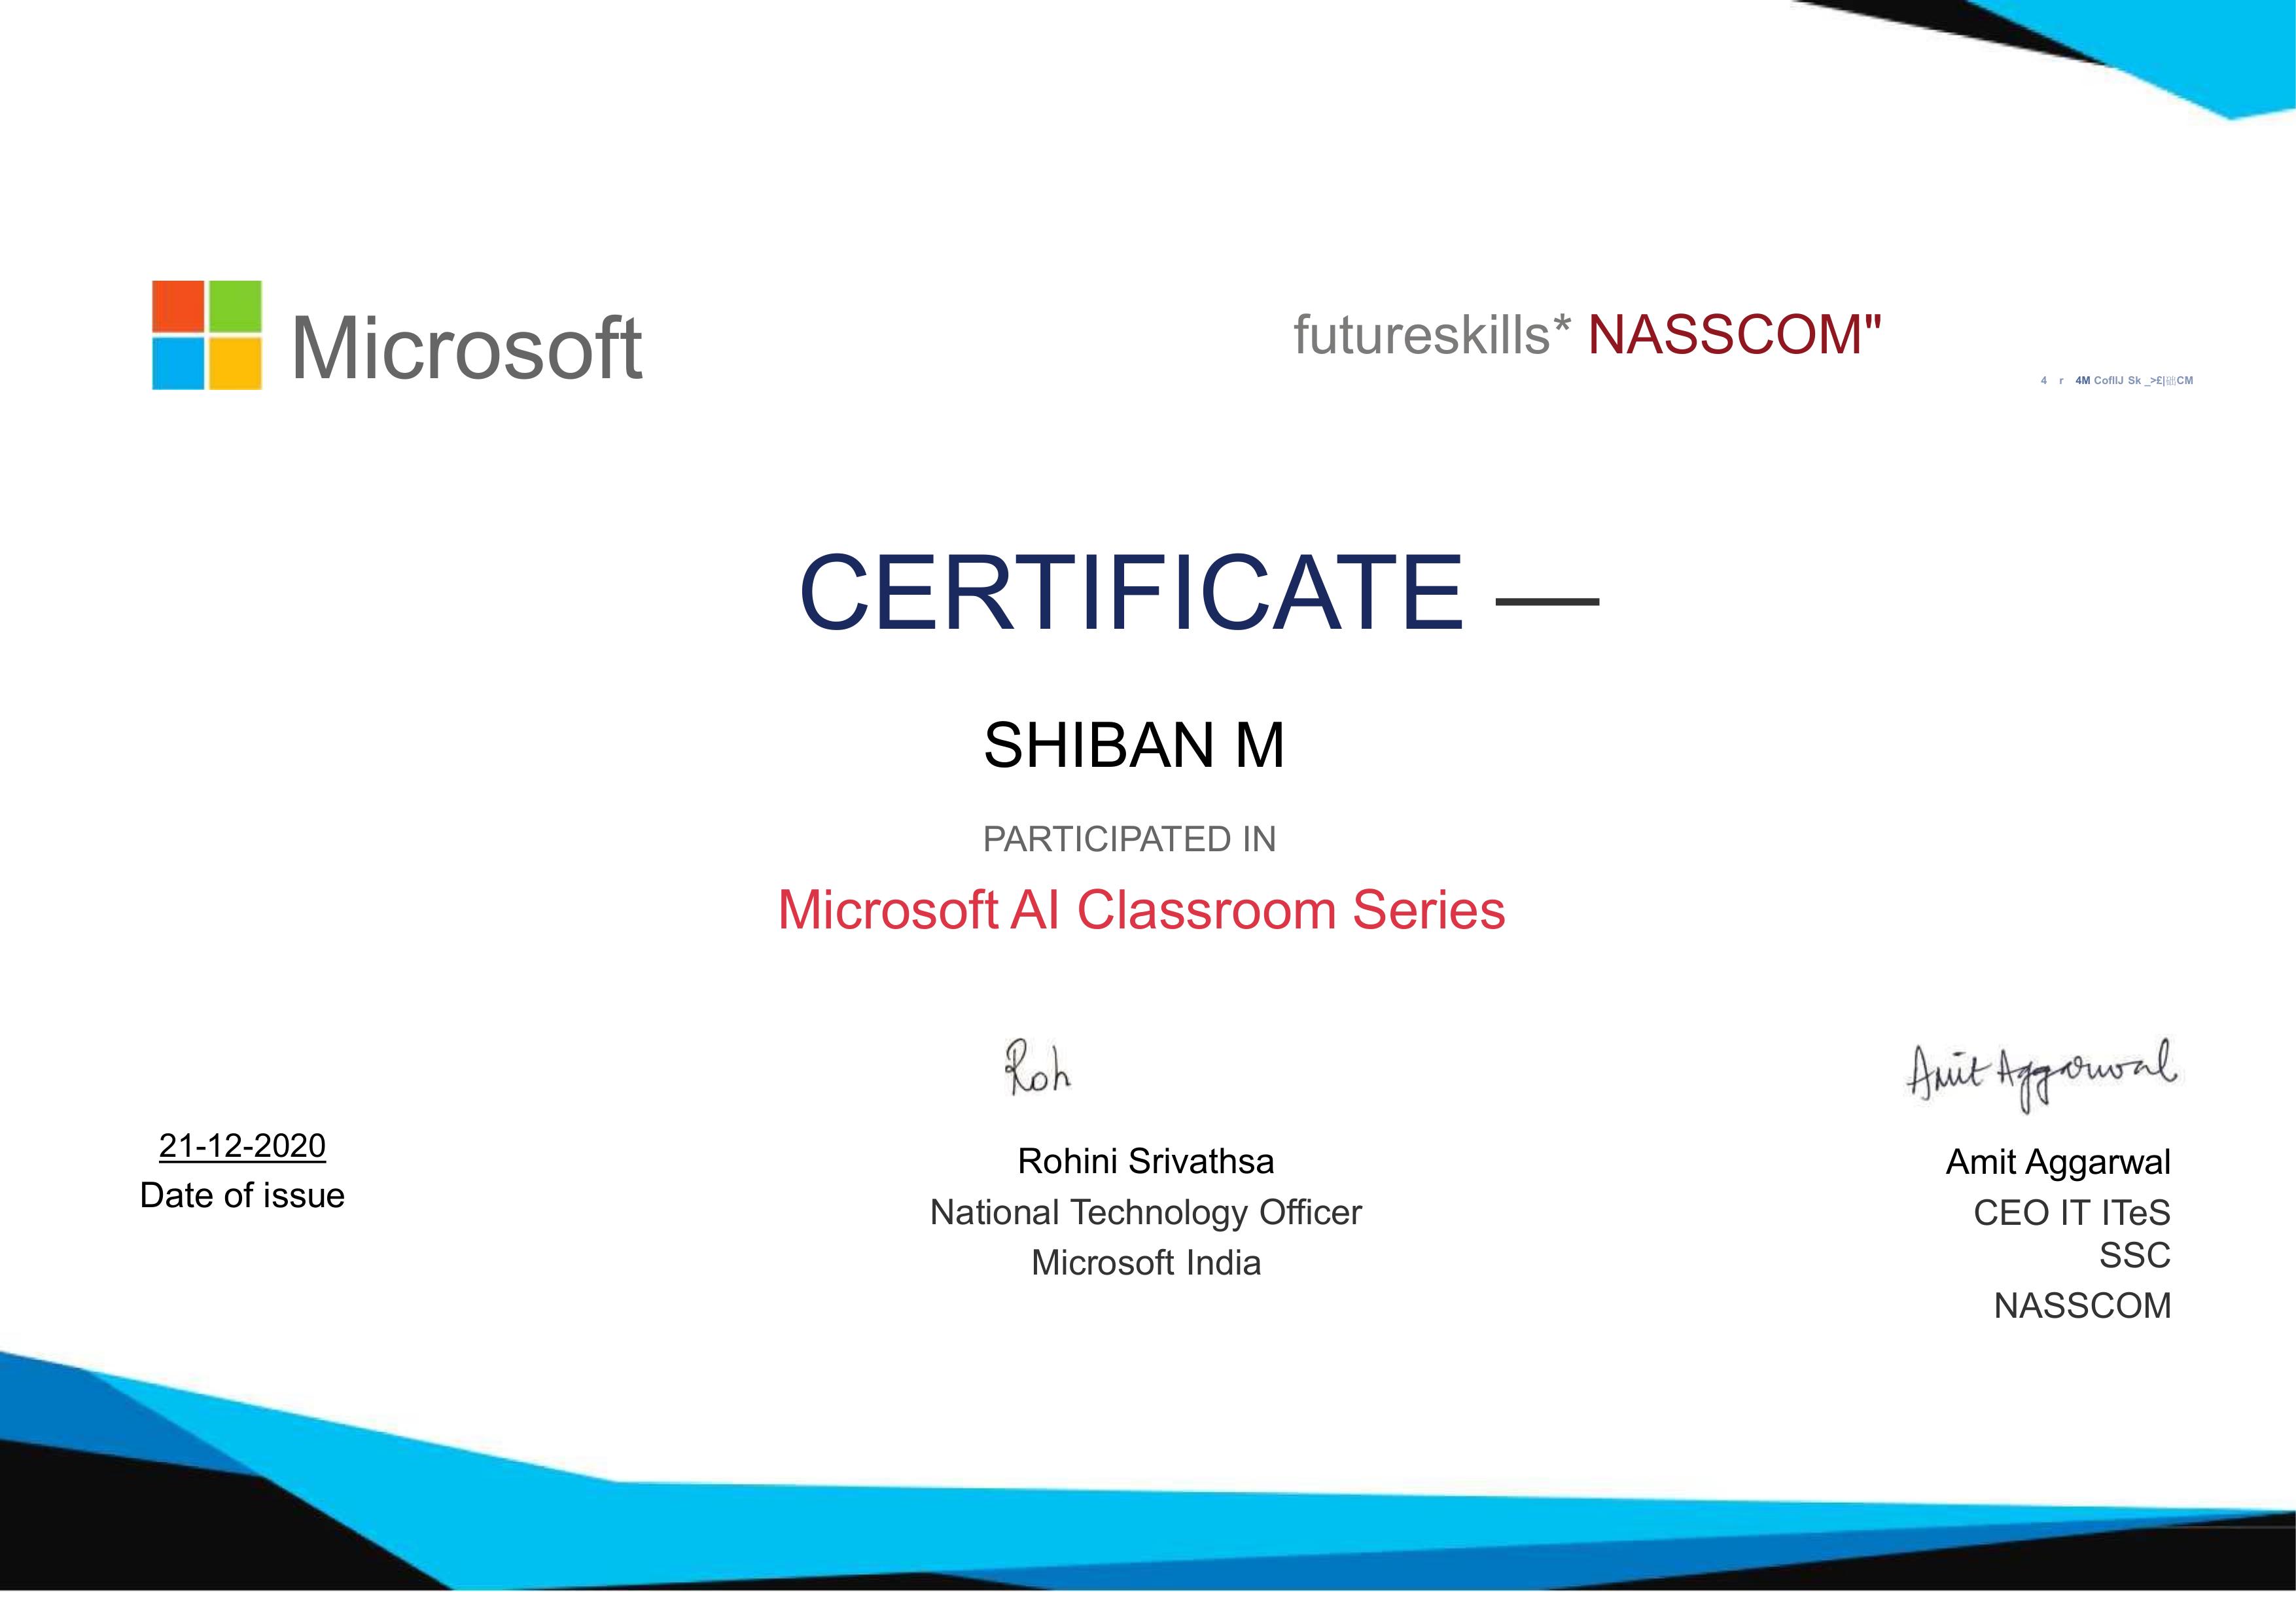 Microsoft
futureskills* NASSCOM"
CERTIFICATE —
SHIBAN M
PARTICIPATED IN
Microsoft AI Classroom Series
Roh
Amit Aggarwal
21-12-2020
Date of issue
Rohini Srivathsa
National Technology Officer
Microsoft India
Amit Aggarwal
CEO IT ITeS
SSC
NASSCOM